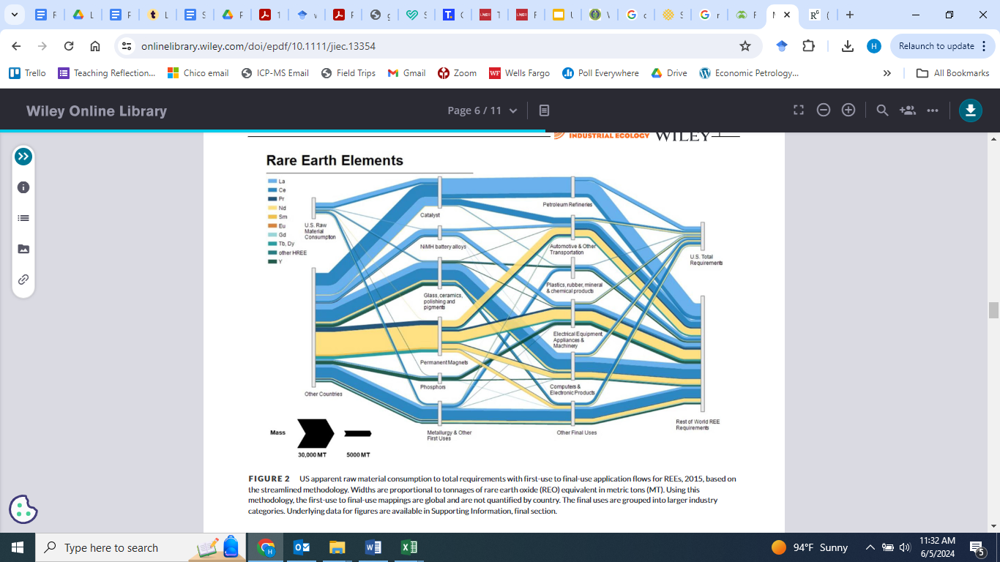 F
L
F
F
t
L
F
S
F
T
v
F
g
S
T.
C
T
F
U
V
G
c
S
G
r
F
R⁶
(
onlinelibrary.wiley.com/doi/epdf/10.1111/jiec.13354
H
Relaunch to update
Trello
Teaching Reflection...
Chico email
ICP-MS Email
Field Trips
Gmail
Zoom
WF
Wells Fargo
Poll Everywhere
Drive
Economic Petrology...
»
All Bookmarks
Wiley Online Library
Page 6 / 11
INDUSTRIAL ECOLOGY WILEY
Rare Earth Elements
La
Ce
Pr
Nd
Sm
Eu
Gd
Tb, Dy
other HREE
Y
U.S. Raw
Material
Consumption
Other Countries
Catalyst
NiMH battery alloys
Glass, ceramics,
polishing and
pigments
Permanent Magnets
Phosphors
Metallurgy & Other
First Uses
Petroleum Refineries
Automotive & Other
Transportation
Plastics, rubber, mineral
& chemical products
Electrical Equipment,
Appliances &
Machinery
Computers &
Electronic Products
Other Final Uses
U.S. Total
Requirements
Rest of World REE
Requirements
Mass
30,000 MT
5000 MT
FIGURE 2 US apparent raw material consumption to total requirements with first-use to final-use application flows for REEs, 2015, based on
the streamlined methodology. Widths are proportional to tonnages of rare earth oxide (REO) equivalent in metric tons (MT). Using this
methodology, the first-use to final-use mappings are global and are not quantified by country. The final uses are grouped into larger industry
categories. Underlying data for figures are available in Supporting Information, final section.
Type here to search
94°F Sunny
11:32 AM
6/5/2024
5